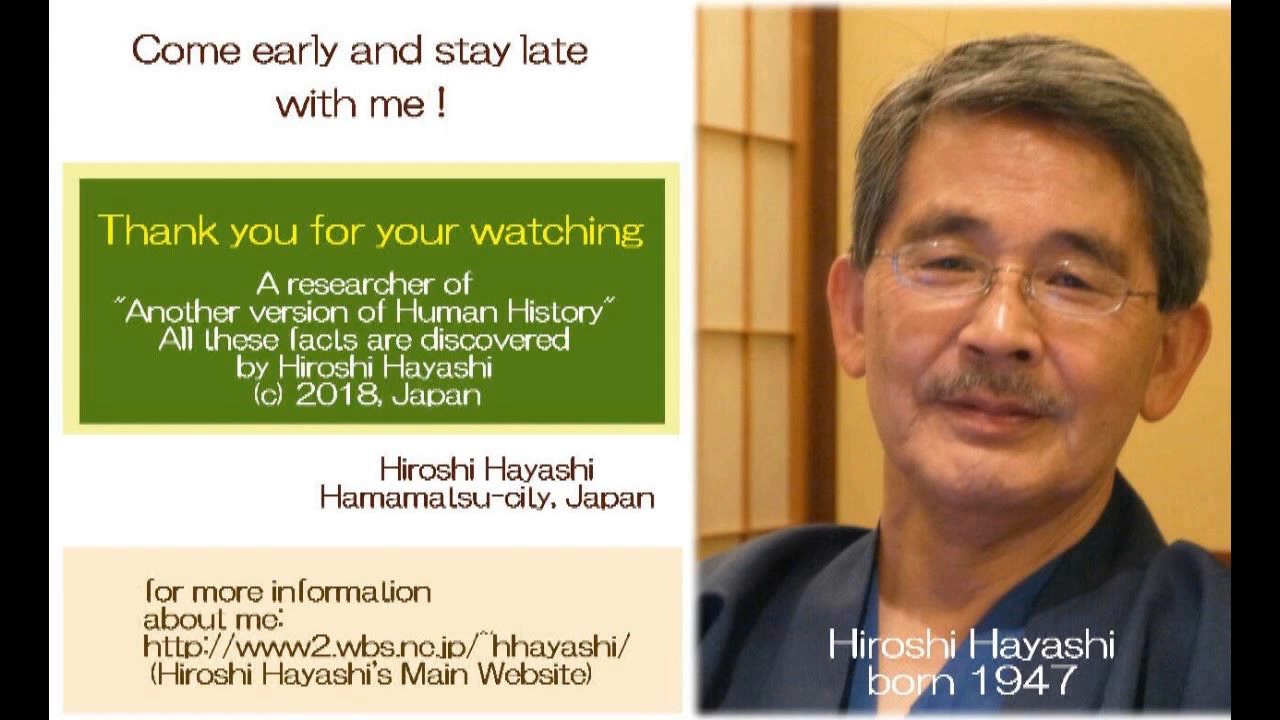 Come early and stay late
with me !
Thank you for your watching
A researcher of
"Another version of Human History"
All these facts are discovered
by Hiroshi Hayashi
(c) 2018, Japan
Hiroshi Hayashi
Hamamatsu-city, Japan
for more information
about me:
http://www2.wbs.ne.jp/~hhayashi/
(Hiroshi Hayashi's Main Website)
Hiroshi Hayashi
born 1947